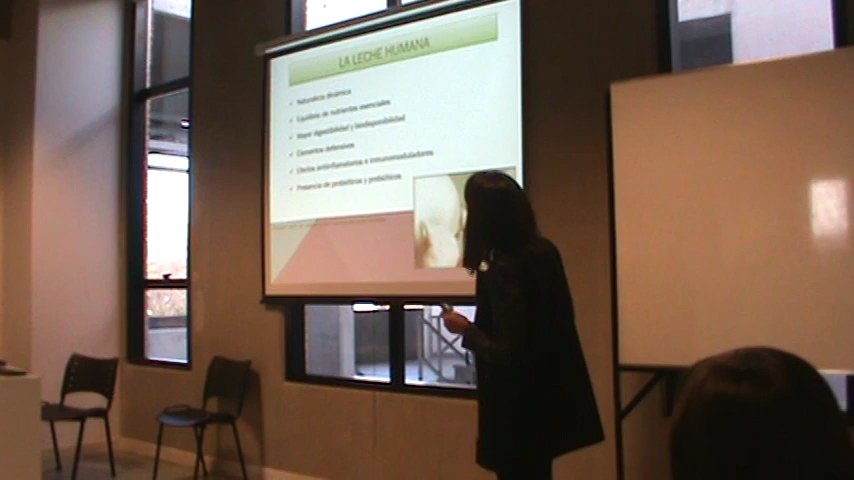 LA LECHE HUMANA
Naturaleza dinámica
Equilibrio de nutrientes esenciales
Mayor digestibilidad y biodisponibilidad
Elementos defensivos
Efectos antiinflamatorios e inmunomoduladores
Presencia de probióticos y prebióticos